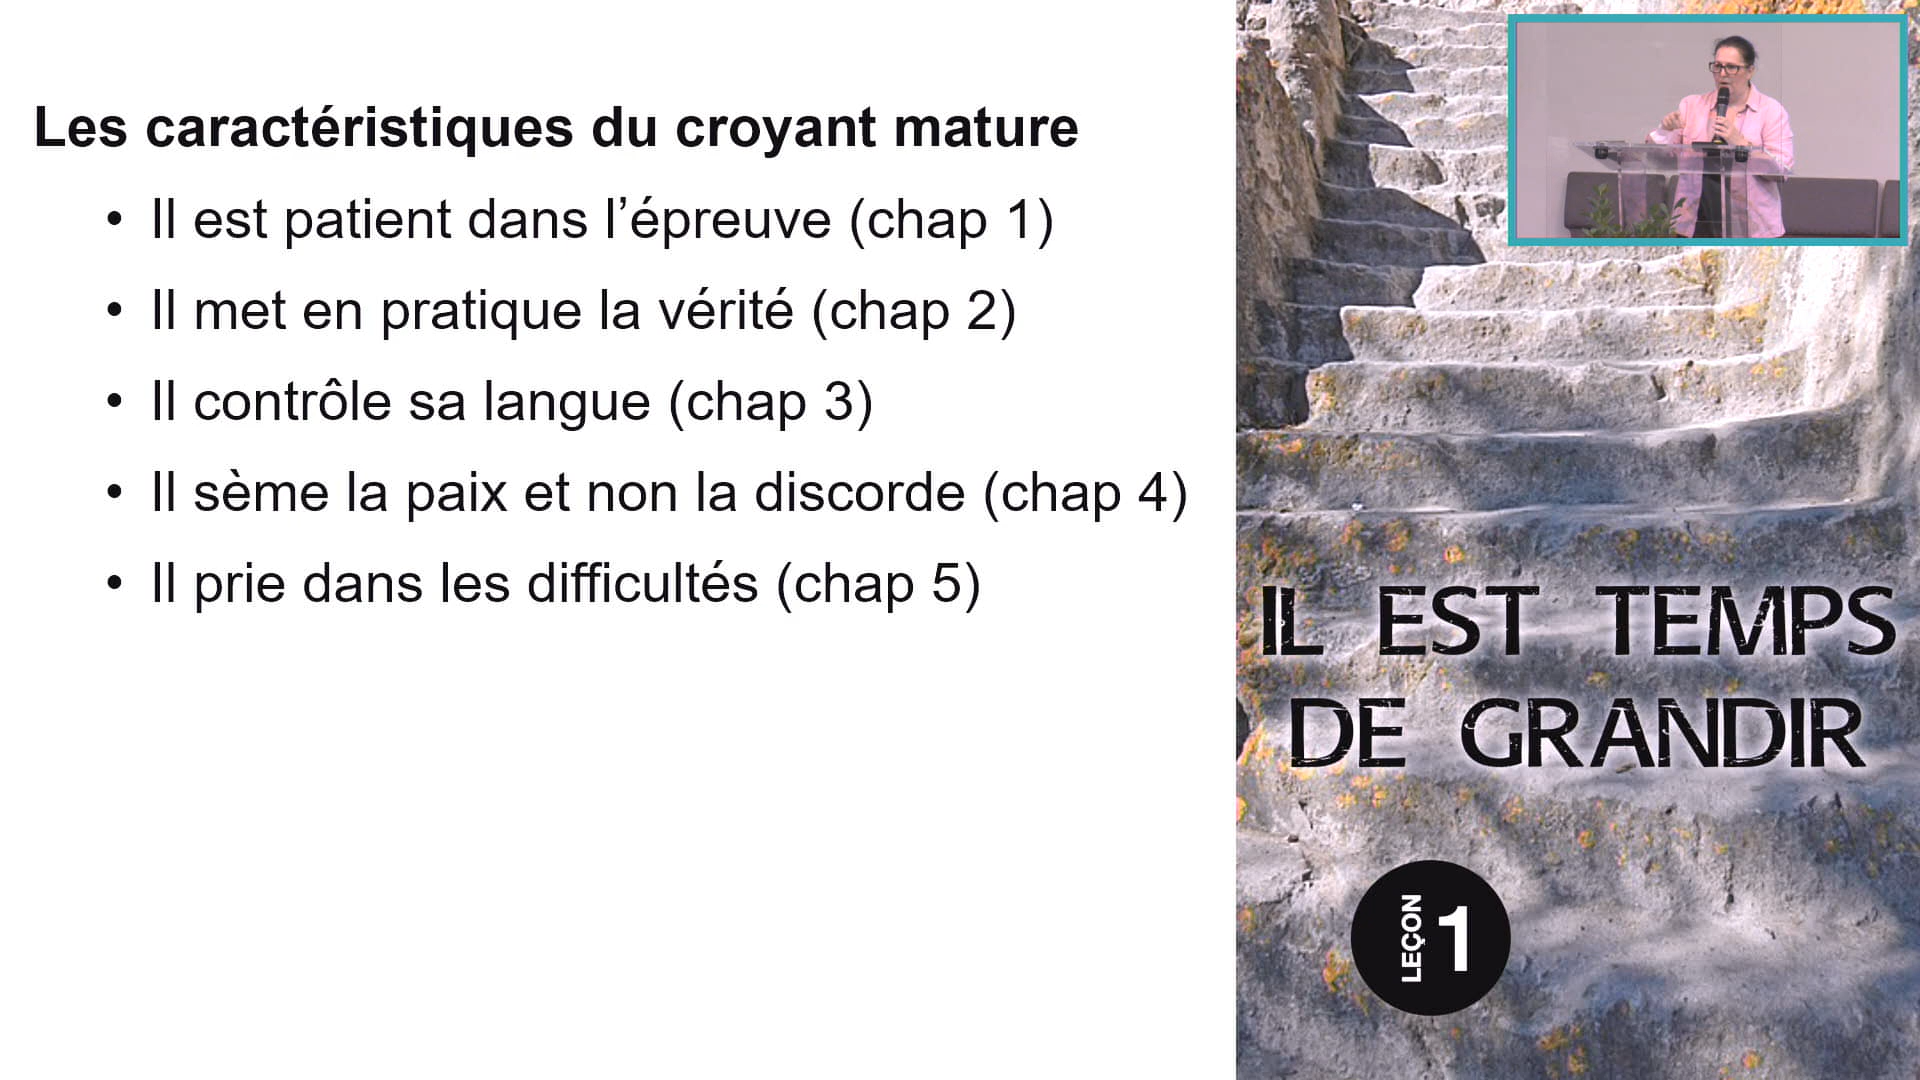 Les caractéristiques du croyant mature
• Il est patient dans l’épreuve (chap 1)
• Il met en pratique la vérité (chap 2)
• Il contrôle sa langue (chap 3)
• Il sème la paix et non la discorde (chap 4)
• Il prie dans les difficultés (chap 5)
IL EST TEMPS
DE GRANDIR
LEÇON 1